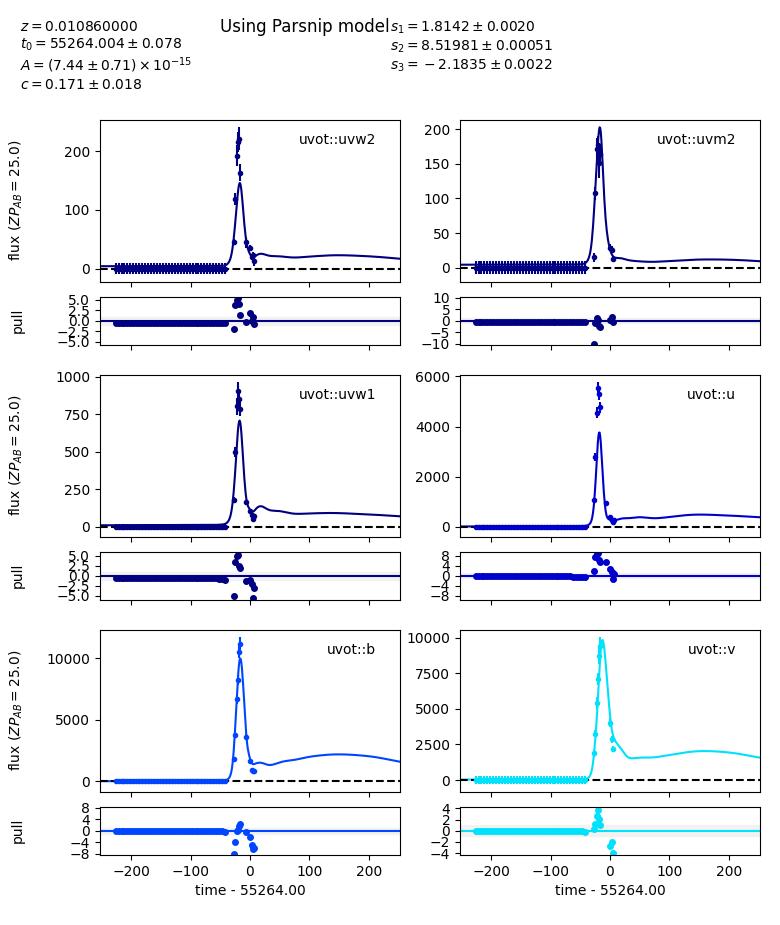 Using Parsnip model
z = 0.010860000
t₀ = 55264.004 ± 0.078
A = (7.44 ± 0.71) × 10⁻¹⁵
c = 0.171 ± 0.018
s₁ = 1.8142 ± 0.0020
s₂ = 8.51981 ± 0.00051
s₃ = −2.1835 ± 0.0022
flux (ZP_AB = 25.0)
200
100
0
uvot::uvw2
200
150
100
50
0
uvot::uvm2
pull
5.0
2.5
0.0
−2.5
−5.0
10
5
0
−5
−10
flux (ZP_AB = 25.0)
1000
750
500
250
0
uvot::uvw1
6000
4000
2000
0
uvot::u
pull
5.0
2.5
0.0
−2.5
−5.0
8
4
0
−4
−8
flux (ZP_AB = 25.0)
10000
5000
0
uvot::b
10000
7500
5000
2500
0
uvot::v
pull
8
4
0
−4
−8
4
2
0
−2
−4
−200 −100 0 100 200
time - 55264.00
−200 −100 0 100 200
time - 55264.00